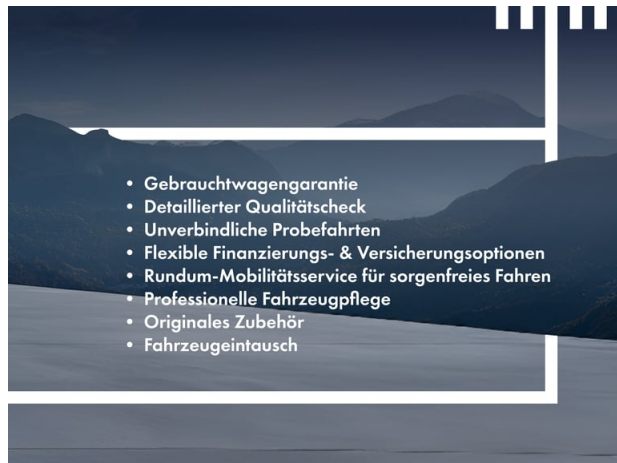 • Gebrauchtwagengarantie
• Detaillierter Qualitätscheck
• Unverbindliche Probefahrten
• Flexible Finanzierungs- & Versicherungsoptionen
• Rundum-Mobilitätsservice für sorgenfreies Fahren
• Professionelle Fahrzeugpflege
• Originales Zubehör
• Fahrzeugeintausch